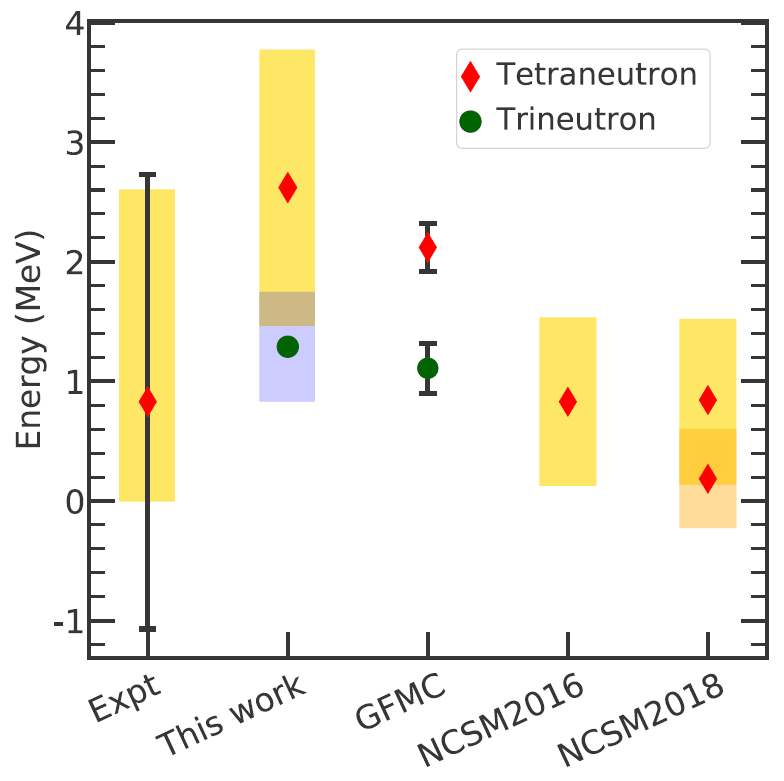 4
3
2
1
0
-1
Energy (MeV)
Tetraneutron
Trineutron
Expt
This work
GFMC
NCSM2016
NCSM2018